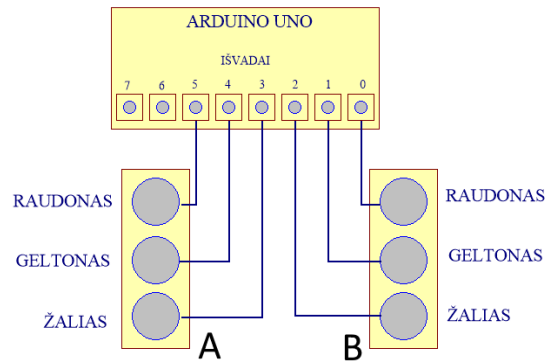 ARDUINO UNO
IŠVADAI
7 6 5 4 3 2 1 0
RAUDONAS
GELTONAS
ŽALIAS
A
RAUDONAS
GELTONAS
ŽALIAS
B